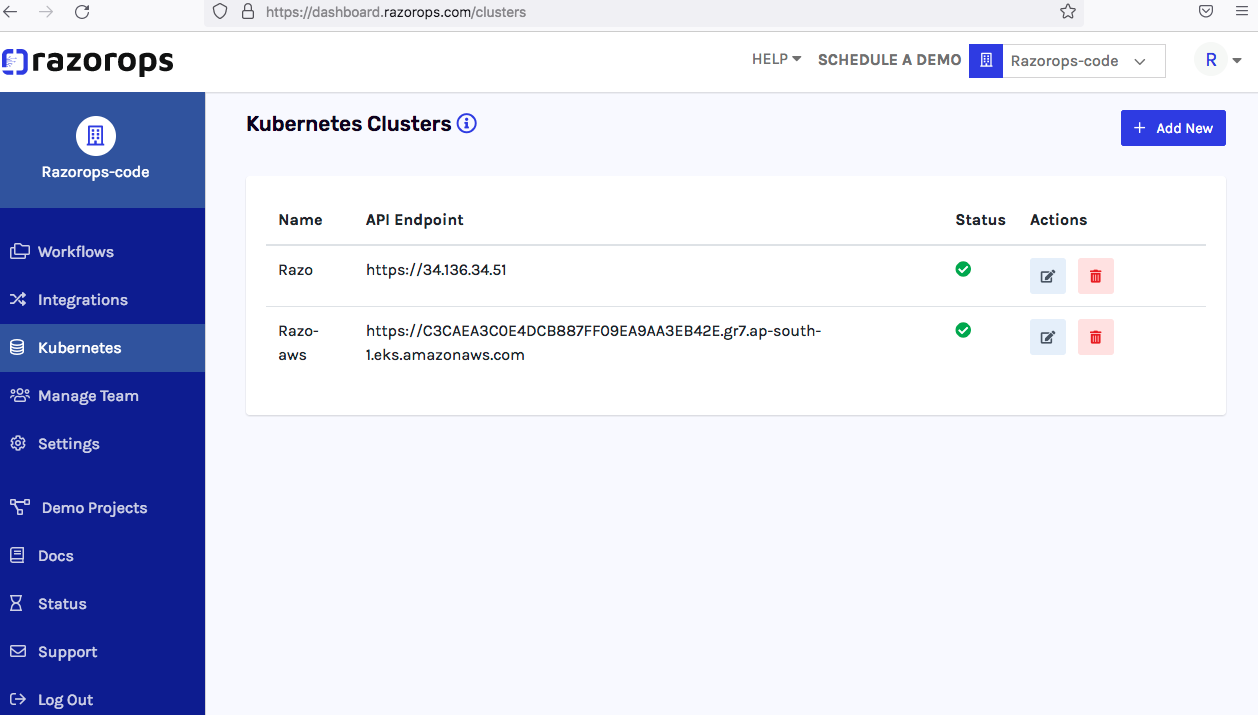 https://dashboard.razorops.com/clusters
razorops
HELP
SCHEDULE A DEMO
Razorops-code
R
Razorops-code
Workflows
Integrations
Kubernetes
Manage Team
Settings
Demo Projects
Docs
Status
Support
Log Out
Kubernetes Clusters
+ Add New
Name API Endpoint Status Actions
Razo https://34.136.34.51
Razo- https://C3CAEA3C0E4DCB887FF09EA9AA3EB42E.gr7.ap-south-
aws 1.eks.amazonaws.com